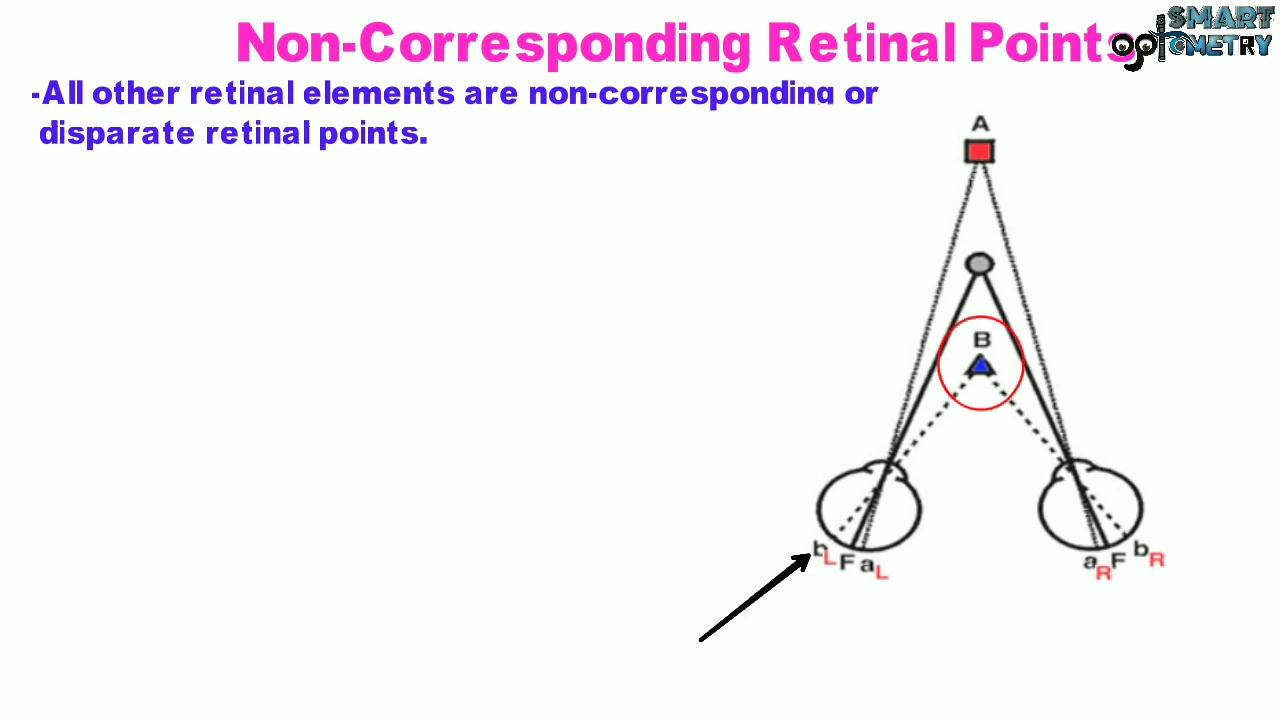 Non-Corresponding Retinal Points
SMART
OPTOMETRY
-All other retinal elements are non-corresponding or
disparate retinal points.
A
B
bL F aL
aR F bR